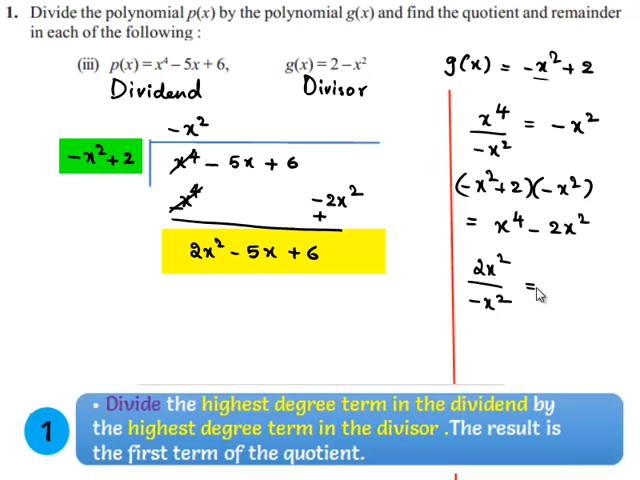 1. Divide the polynomial p(x) by the polynomial g(x) and find the quotient and remainder
in each of the following :
(iii) p(x) = x⁴ – 5x + 6, g(x) = 2 – x²
Dividend Divisor
-x²
-x² + 2 x⁴ - 5x + 6
x⁴ - 2x²
- +
2x² - 5x + 6
g(x) = -x² + 2
x⁴
/ -x² = -x²
(-x² + 2)(-x²)
= x⁴ - 2x²
2x²
/ -x² =
1
• Divide the highest degree term in the dividend by
the highest degree term in the divisor .The result is
the first term of the quotient.